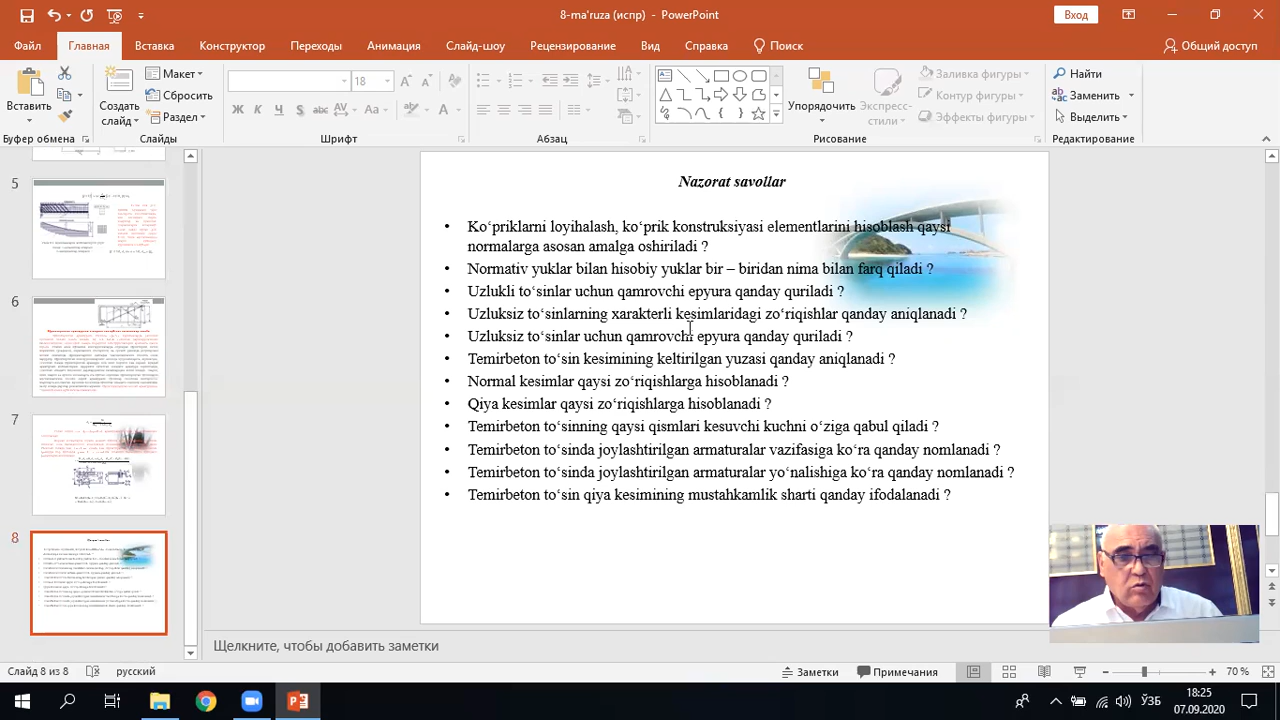 8-ma'ruza (испр) - PowerPoint
Вход
Файл
Главная
Вставка
Конструктор
Переходы
Анимация
Слайд-шоу
Рецензирование
Вид
Справка
Поиск
Общий доступ
Вставить
Создать слайд
Макет
Сбросить
Раздел
18
Ж К Ч S abc AV Aa
Упорядочить
Экспресс-стили
Заливка фигуры
Контур фигуры
Эффекты фигуры
Найти
Заменить
Выделить
Буфер обмена
Слайды
Шрифт
Абзац
Рисование
Редактирование
5
6
7
8
Nazorat savollar
• Ko‘priklarni loyihalash, ko‘prik konstruksiyasi elementlari hisoblash qaysi
normalarga asosan amalga oshiriladi ?
• Normativ yuklar bilan hisobiy yuklar bir – biridan nima bilan farq qiladi ?
• Uzlukli to‘sinlar uchun qamrovchi epyura qanday quriladi ?
• Uzluksiz to‘sinlarning xarakterli kesimlaridagi zo‘riqishlar qanday aniqlanadi ?
• Uzluksiz to‘sinlar uchun qamrovchi epyura qanday quriladi ?
• Temirbeton to‘sin kesimining keltirilgan yuzasi qanday aniqlanadi ?
• Normal kesimlar qaysi zo‘riqishlarga hisoblanadi ?
• Qiya kesimlar qaysi zo‘riqishlarga hisoblanadi ?
• Temirbeton to‘sinning qaysi qismlari kesuvchi kuchni o‘ziga qabul qiladi ?
• Temirbeton to‘sinda joylashtirilgan armaturalar vazifasiga ko‘ra qanday nomlanadi ?
• Temirbeton to‘sinda joylashtirilgan armaturalar yo‘nalishiga ko‘ra qanday nomlanadi ?
• Temirbeton to‘sin qiya kesimining mustahkamlik sharti qanday ifodalanadi ?
Щелкните, чтобы добавить заметки
Слайд 8 из 8
русский
Заметки
Примечания
70 %
ЎЗБ
18:25
07.09.2020